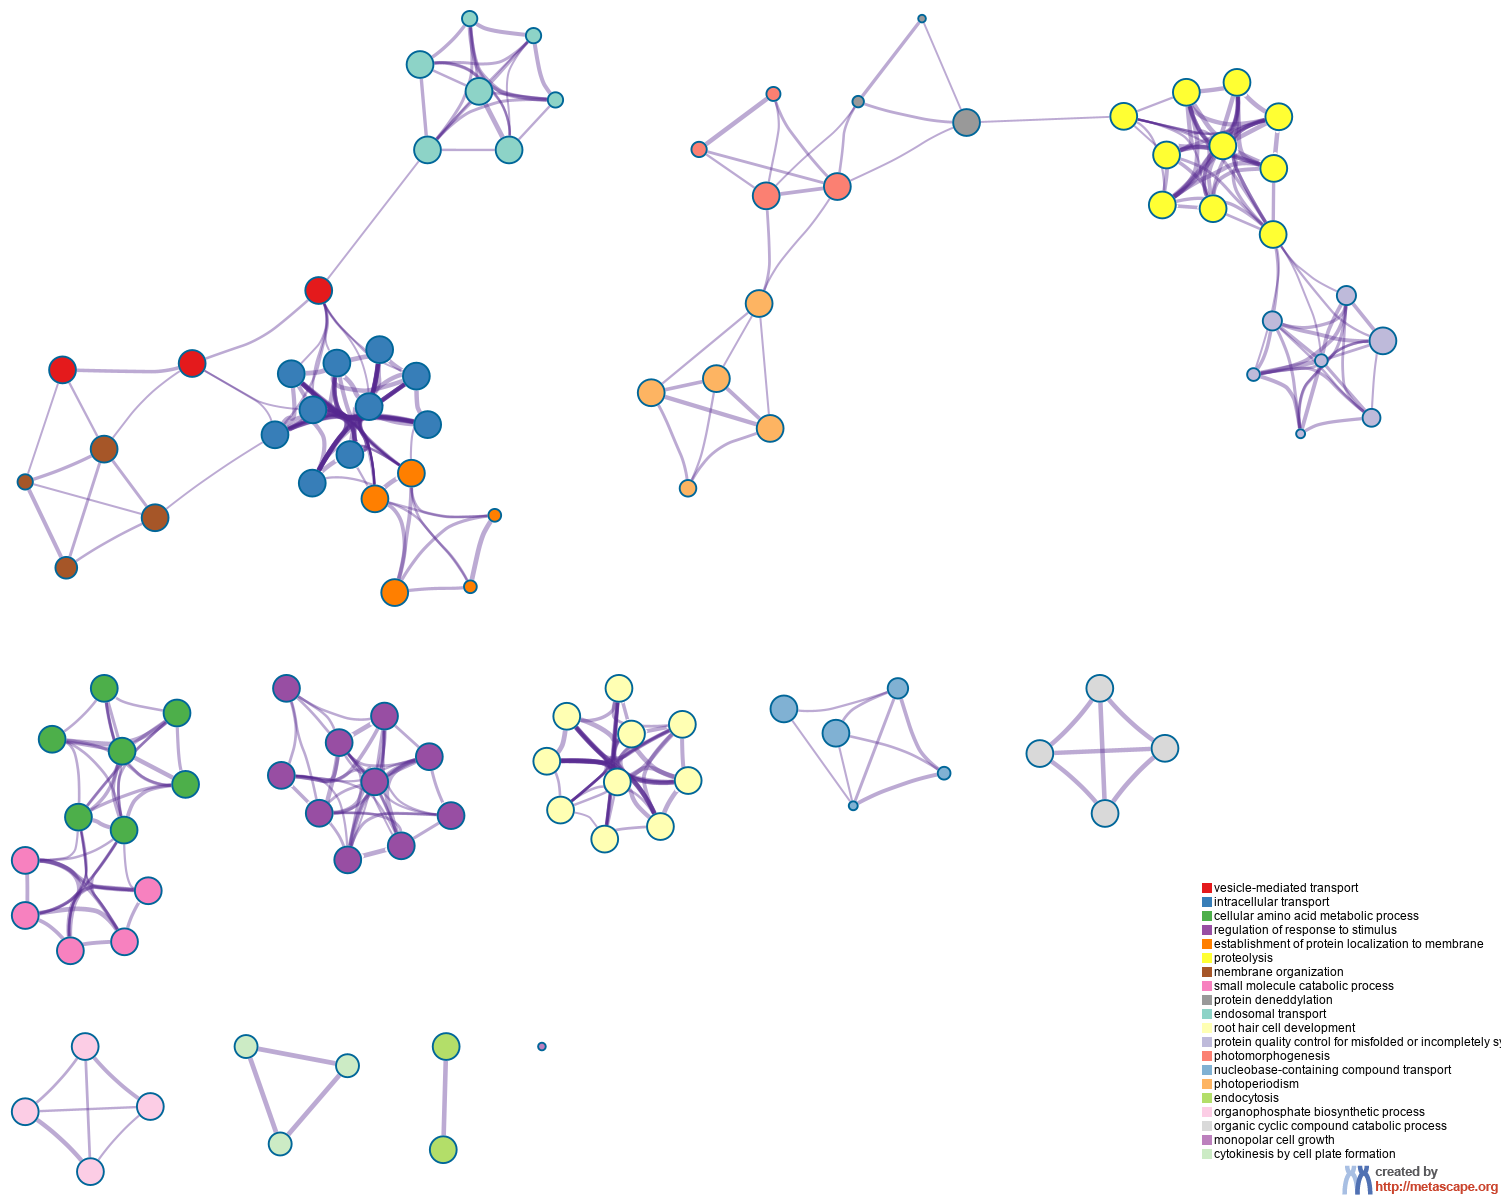 vesicle-mediated transport
intracellular transport
cellular amino acid metabolic process
regulation of response to stimulus
establishment of protein localization to membrane
proteolysis
membrane organization
small molecule catabolic process
protein deneddylation
endosomal transport
root hair cell development
protein quality control for misfolded or incompletely sy
photomorphogenesis
nucleobase-containing compound transport
photoperiodism
endocytosis
organophosphate biosynthetic process
organic cyclic compound catabolic process
monopolar cell growth
cytokinesis by cell plate formation
created by
http://metascape.org